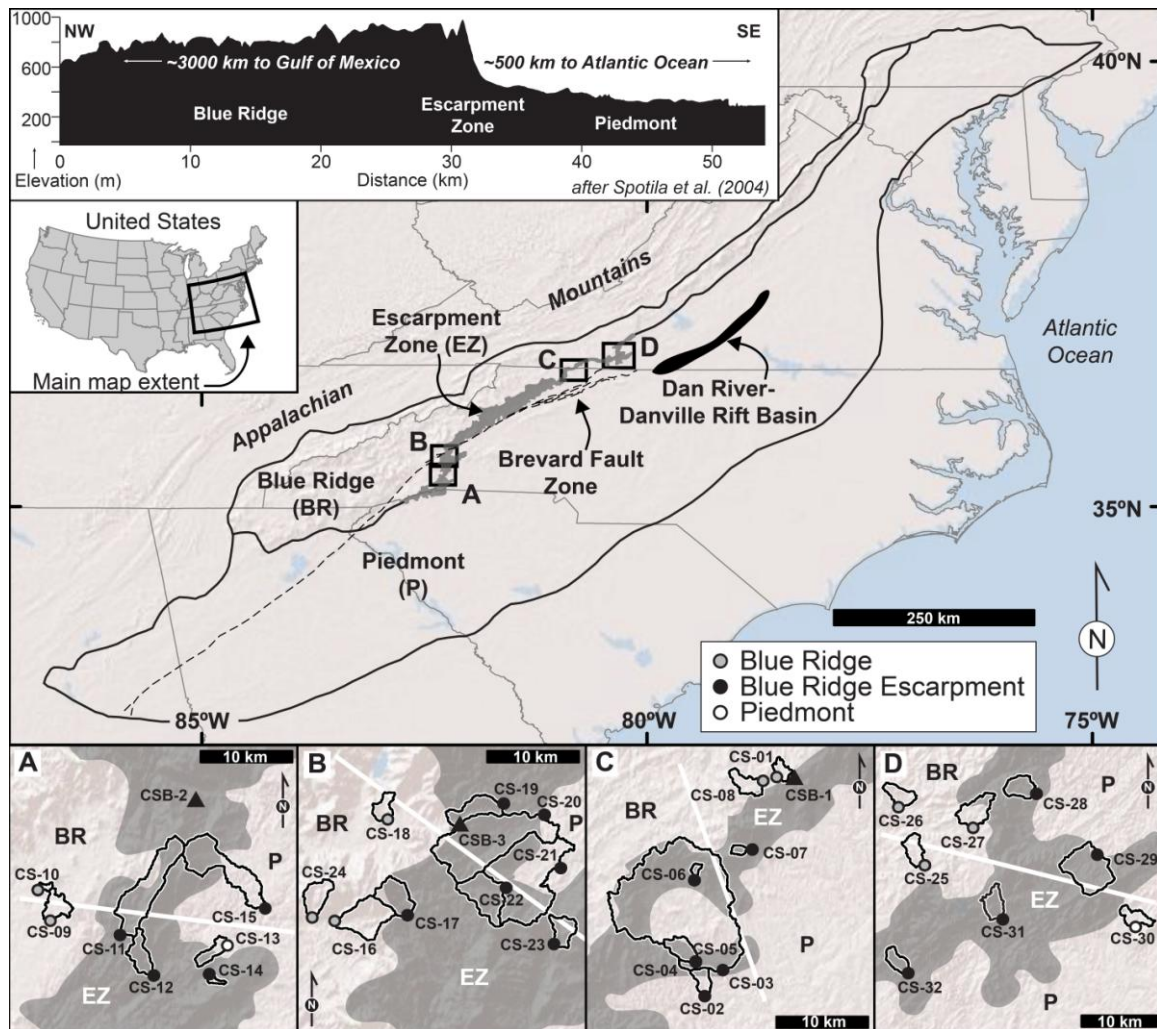 1000
600
200
NW
SE
~3000 km to Gulf of Mexico
~500 km to Atlantic Ocean
Blue Ridge
Escarpment
Zone
Piedmont
0
10
20
30
40
50
Elevation (m)
Distance (km)
after Spotila et al. (2004)
United States
Main map extent
Appalachian
Mountains
Escarpment
Zone (EZ)
C
D
B
A
Dan River-
Danville Rift Basin
Brevard Fault
Zone
Blue Ridge
(BR)
Piedmont
(P)
Atlantic
Ocean
40ºN
35ºN
250 km
N
Blue Ridge
Blue Ridge Escarpment
Piedmont
85ºW
80ºW
75ºW
A
10 km
N
CSB-2
BR
P
CS-10
CS-09
CS-11
CS-12
CS-15
CS-13
CS-14
EZ
B
10 km
BR
CS-19
CS-20
CS-18
CSB-3
P
CS-21
CS-24
CS-22
CS-17
CS-16
CS-23
EZ
N
C
CS-01
N
BR
CS-08
CSB-1
EZ
CS-07
CS-06
CS-05
CS-04
CS-03
CS-02
P
10 km
D
BR
P
N
CS-28
CS-26
CS-27
CS-29
CS-25
EZ
CS-30
CS-31
CS-32
P
10 km